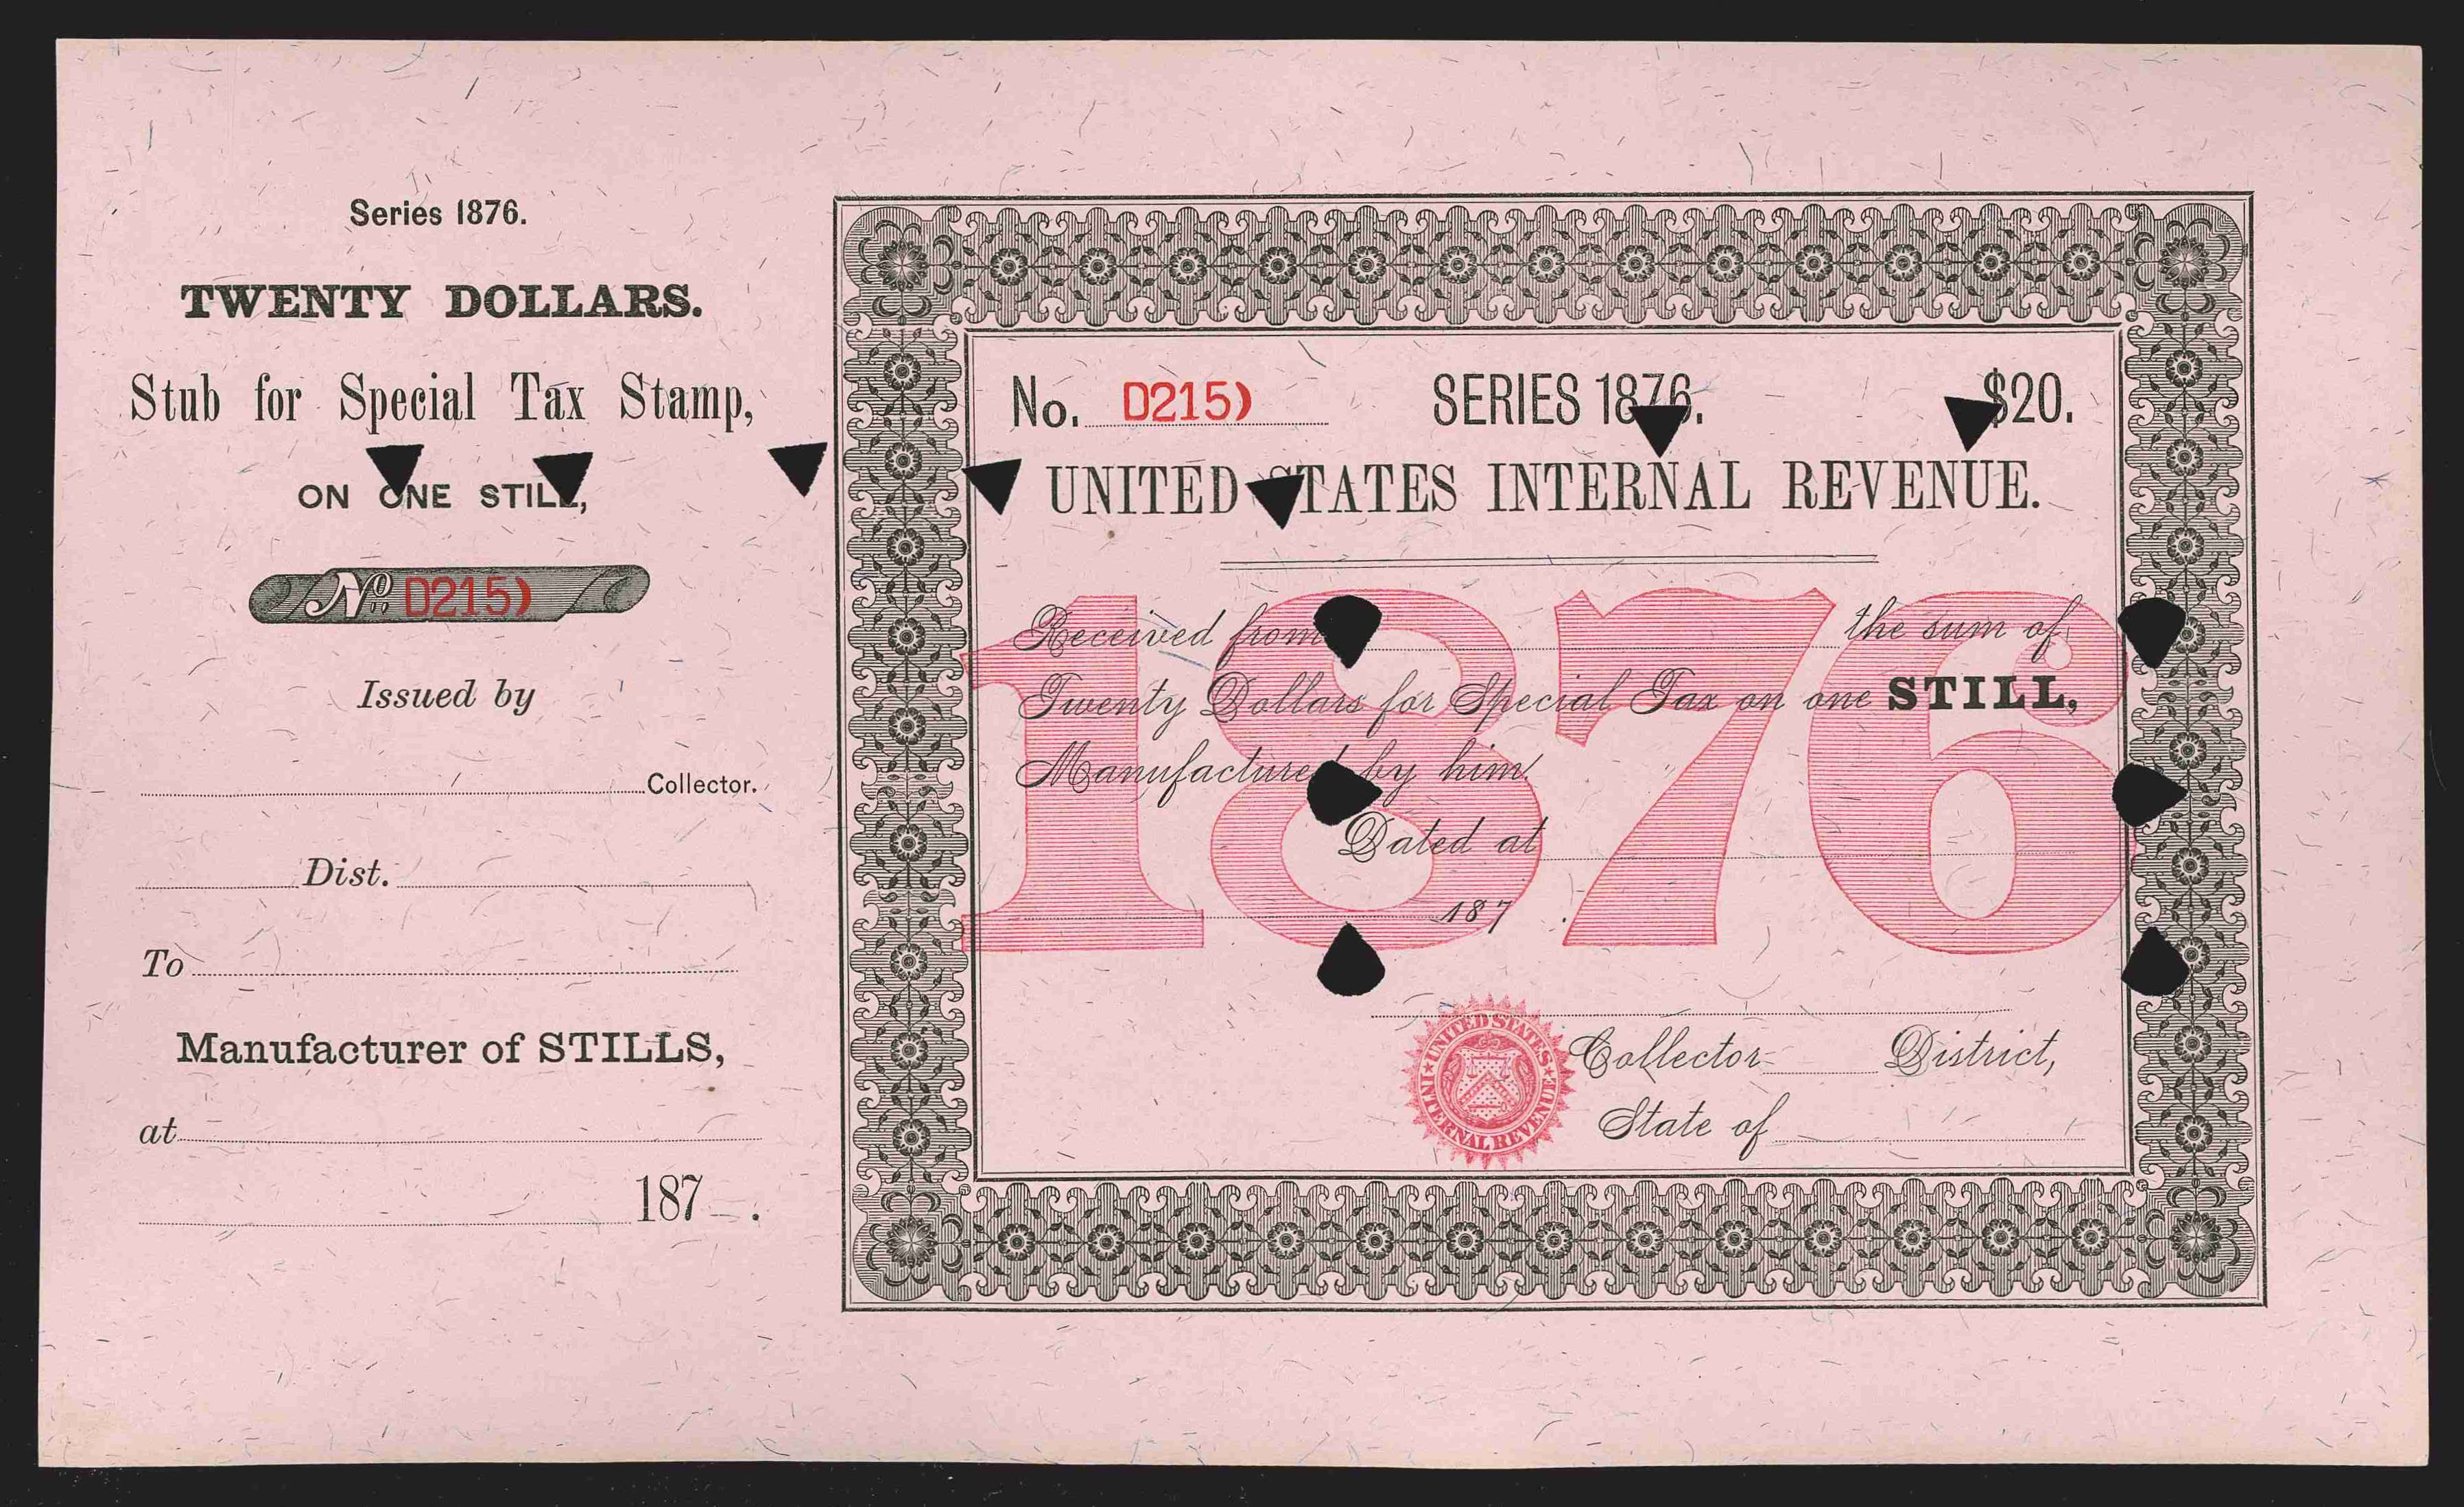 Series 1876.
TWENTY DOLLARS.
Stub for Special Tax Stamp,
ON ONE STILL,
No D215)
Issued by
Collector.
Dist.
To
Manufacturer of STILLS,
at
187 .
No. D215) SERIES 1876. $20.
UNITED STATES INTERNAL REVENUE.
1876
Received from the sum of
Twenty Dollars for Special Tax on one STILL,
Manufactured by him.
Dated at
187 .
UNITED STATES INTERNAL REVENUE
Collector District,
State of